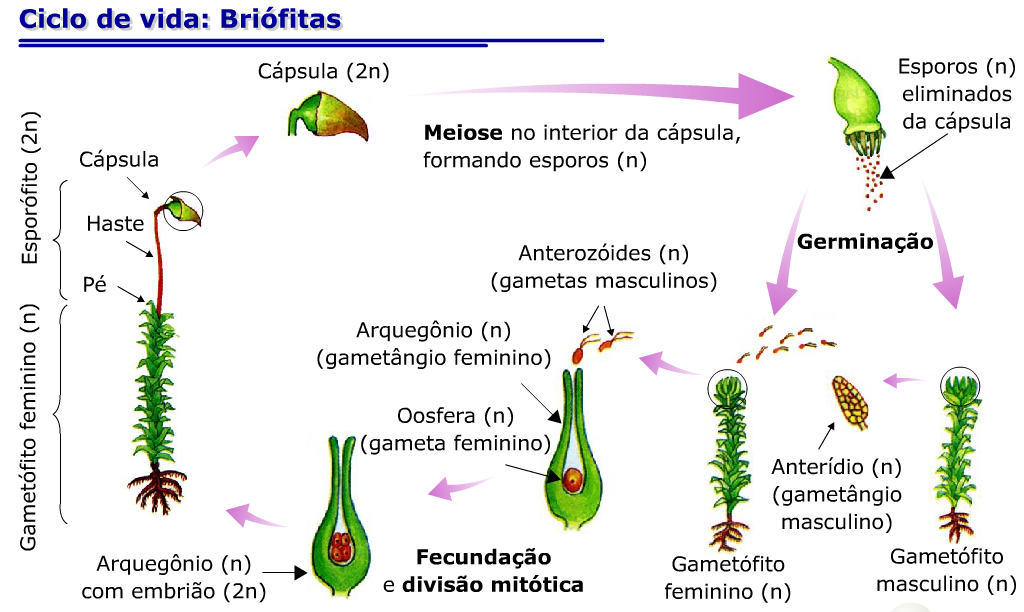 Ciclo de vida: Briófitas
Cápsula (2n)
Meiose no interior da cápsula,
formando esporos (n)
Esporos (n)
eliminados
da cápsula
Esporófito (2n)
Cápsula
Haste
Pé
Gametófito feminino (n)
Germinação
Anterozóides (n)
(gametas masculinos)
Arquegônio (n)
(gametângio feminino)
Oosfera (n)
(gameta feminino)
Anterídio (n)
(gametângio
masculino)
Gametófito
feminino (n)
Gametófito
masculino (n)
Fecundação
e divisão mitótica
Arquegônio (n)
com embrião (2n)